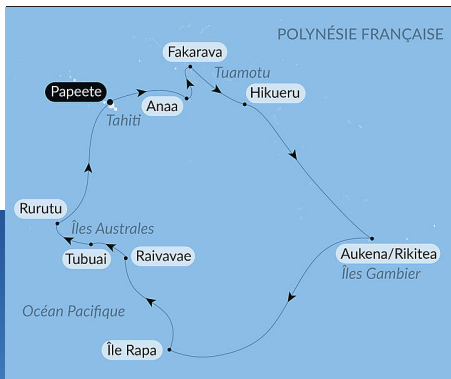 POLYNÉSIE FRANÇAISE
Fakarava
Tuamotu
Papeete
Hikueru
Anaa
Tahiti
Rurutu
Îles Australes
Tubuai
Raivavae
Aukena/Rikitea
Îles Gambier
Océan Pacifique
Île Rapa